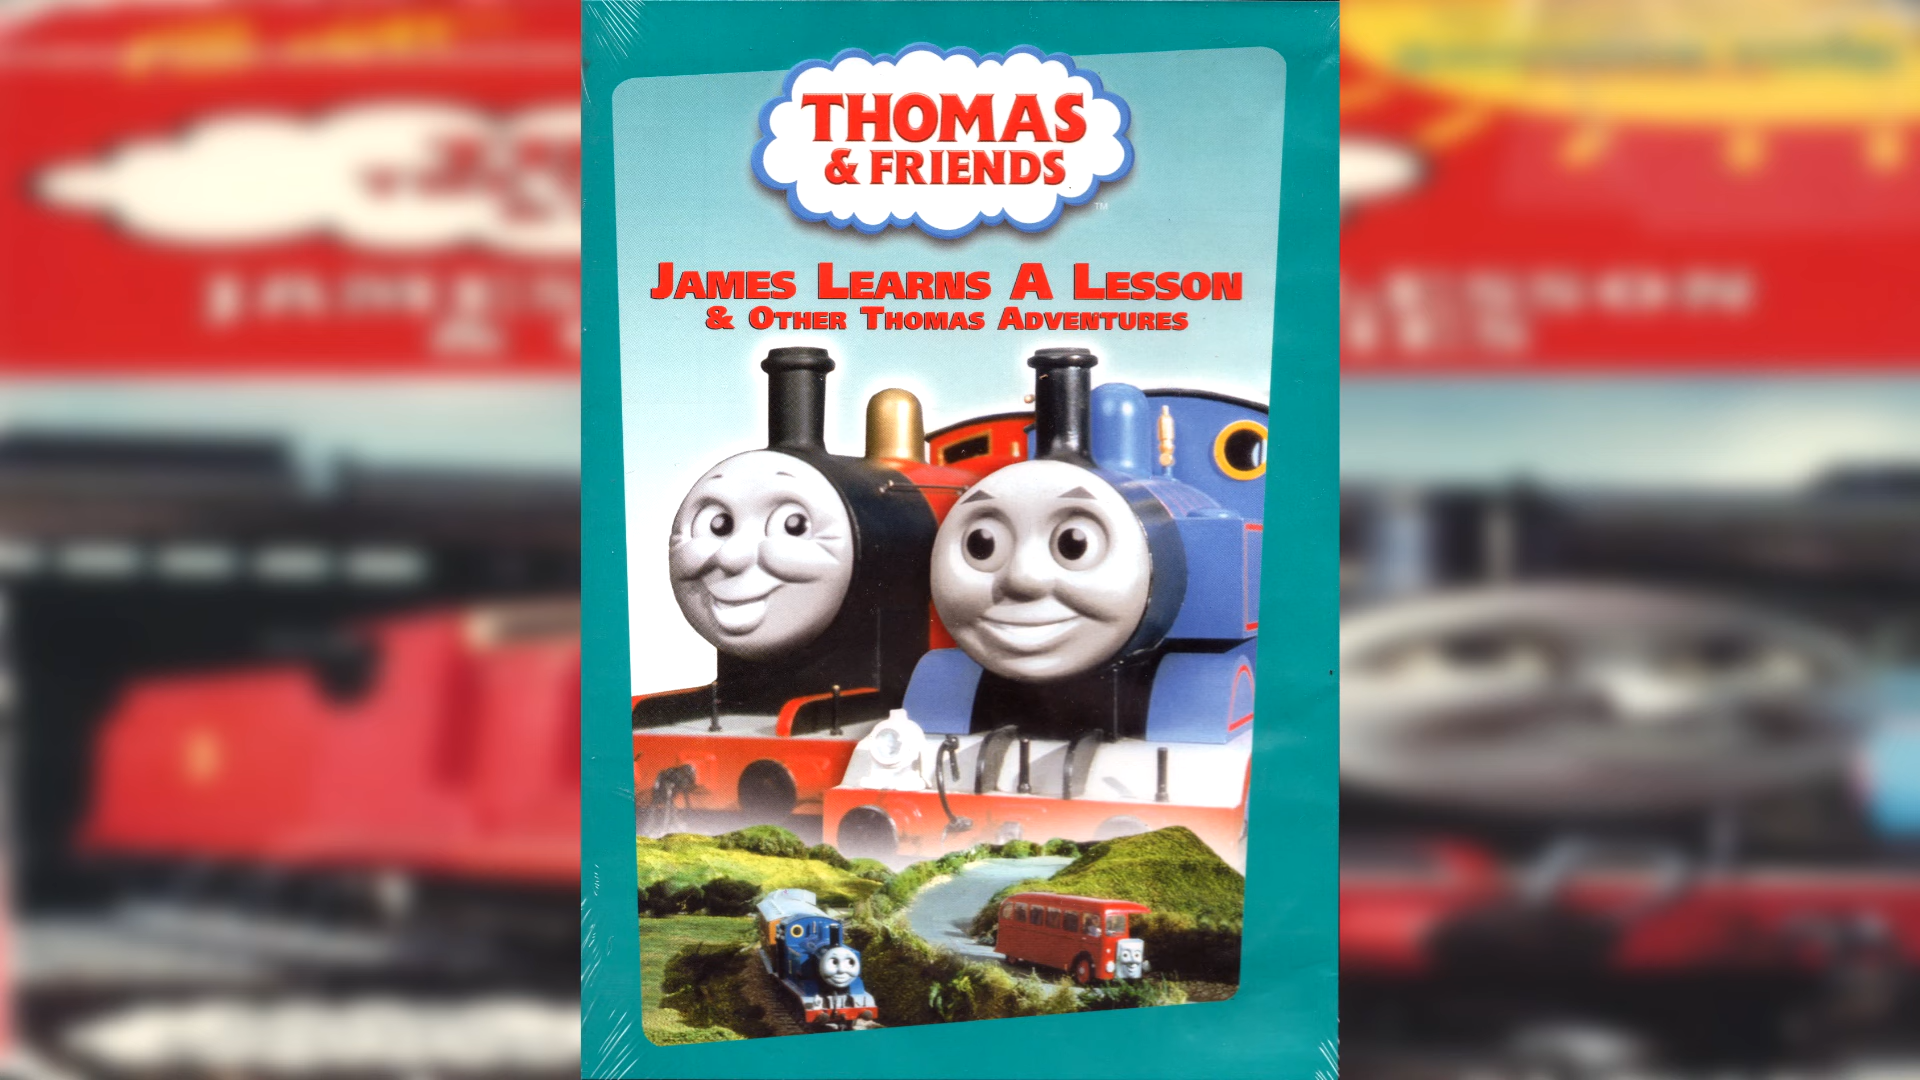 THOMAS
& FRIENDS
TM
JAMES LEARNS A LESSON
& OTHER THOMAS ADVENTURES